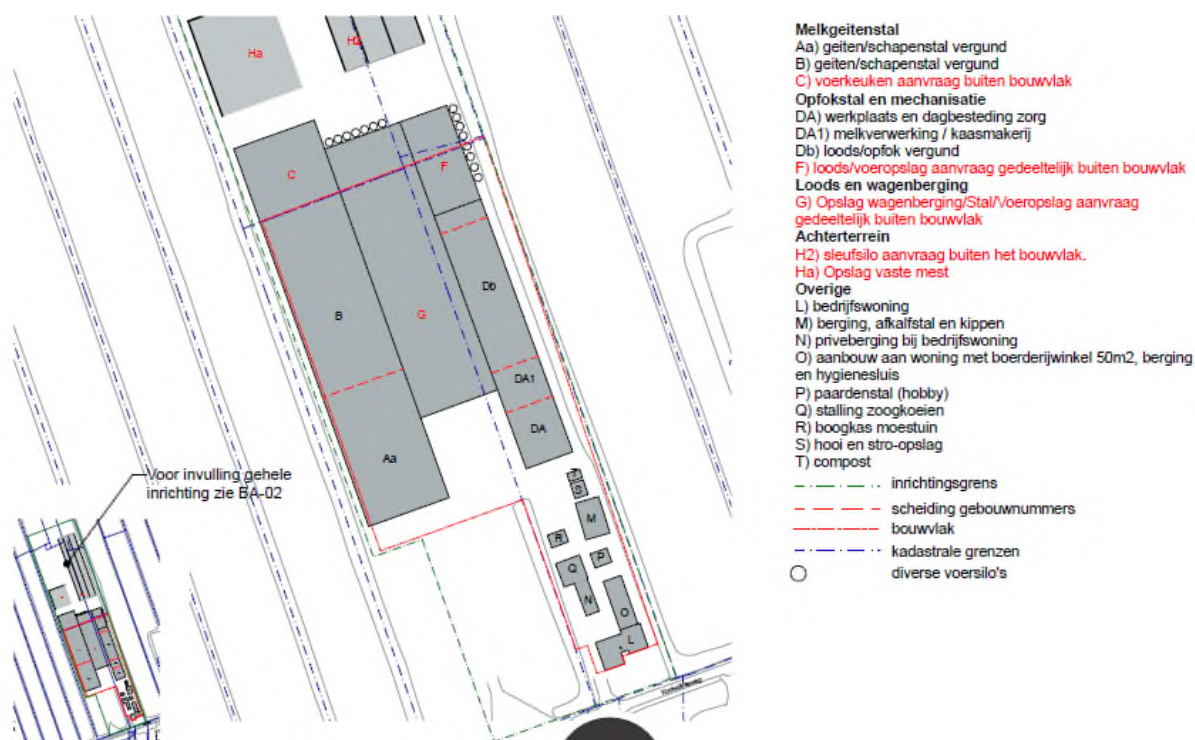 Melkgeitenstal
Aa) geiten/schapenstal vergund
B) geiten/schapenstal vergund
C) voerkeuken aanvraag buiten bouwvlak
Opfokstal en mechanisatie
DA) werkplaats en dagbesteding zorg
DA1) melkverwerking / kaasmakerij
Db) loods/opfok vergund
F) loods/voeropslag aanvraag gedeeltelijk buiten bouwvlak
Loods en wagenberging
G) Opslag wagenberging/Stal/Voeropslag aanvraag
gedeeltelijk buiten bouwvlak
Achterterrein
H2) sleufsilo aanvraag buiten het bouwvlak.
Ha) Opslag vaste mest
Overige
L) bedrijfswoning
M) berging, afkalfstal en kippen
N) priveberging bij bedrijfswoning
O) aanbouw aan woning met boerderijwinkel 50m2, berging
en hygienesluis
P) paardenstal (hobby)
Q) stalling zoogkoeien
R) boogkas moestuin
S) hooi en stro-opslag
T) compost
inrichtingsgrens
scheiding gebouwnummers
bouwvlak
kadastrale grenzen
diverse voersilo's
Ha
H2
C
F
B
G
Db
DA1
DA
Aa
T
S
M
R
P
Q
N
O
L
Voor invulling gehele
inrichting zie BA-02